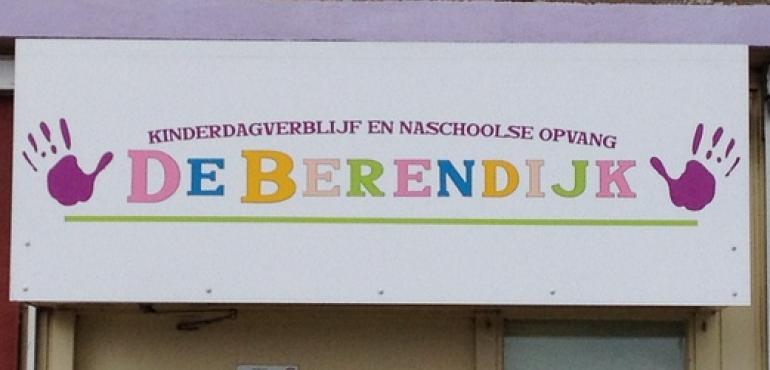 KINDERDAGVERBLIJF EN NASCHOOLSE OPVANG
DE BERENDIJK